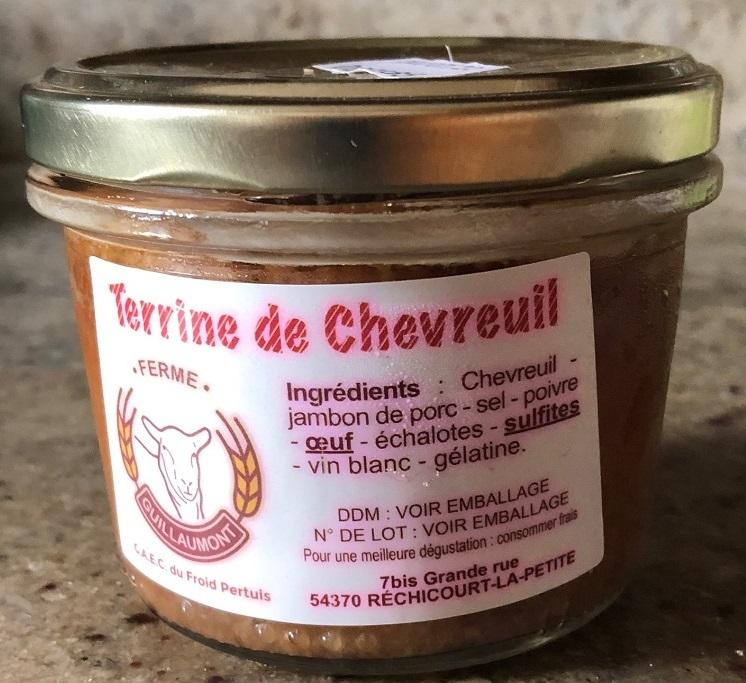 Terrine de Chevreuil
• FERME •
GUILLAUMONT
G.A.E.C. du Froid Pertuis
Ingrédients : Chevreuil -
jambon de porc - sel - poivre
- œuf - échalotes - sulfites
- vin blanc - gélatine.
DDM : VOIR EMBALLAGE
N° DE LOT : VOIR EMBALLAGE
Pour une meilleure dégustation : consommer frais
7bis Grande rue
54370 RÉCHICOURT-LA-PETITE